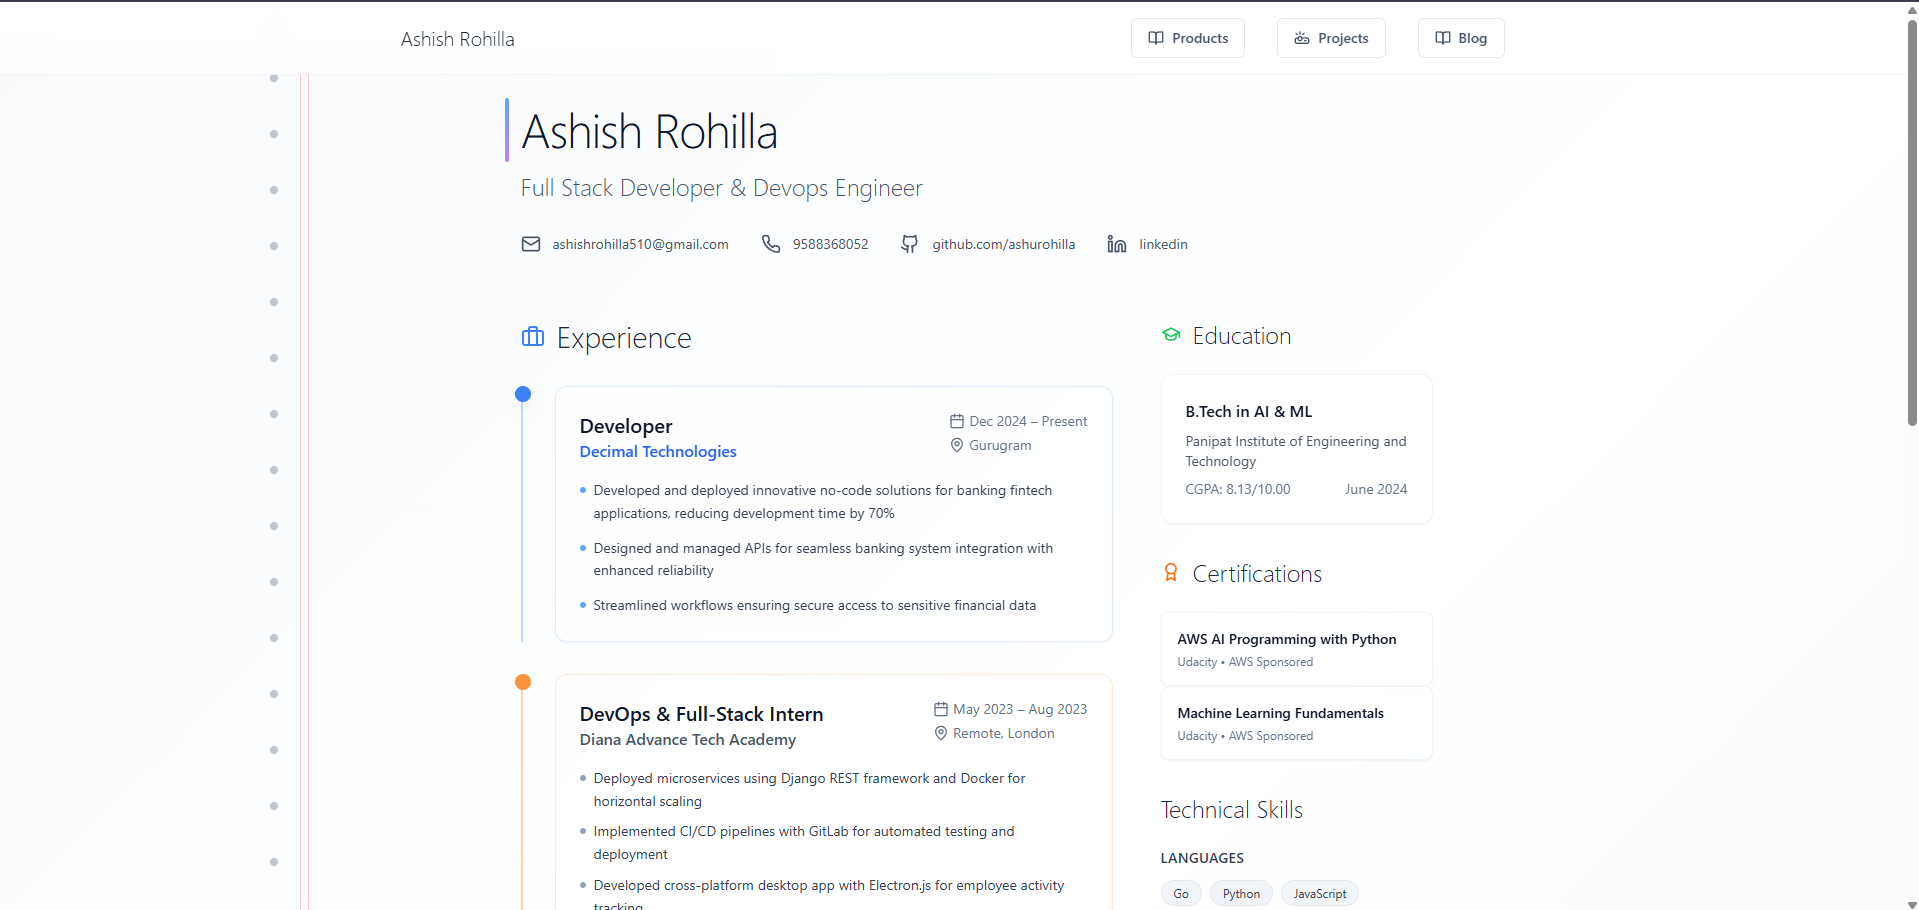 Ashish Rohilla
Products
Projects
Blog
Ashish Rohilla
Full Stack Developer & Devops Engineer
ashishrohilla510@gmail.com
9588368052
github.com/ashurohilla
linkedin
Experience
Developer
Decimal Technologies
Dec 2024 – Present
Gurugram
Developed and deployed innovative no-code solutions for banking fintech
applications, reducing development time by 70%
Designed and managed APIs for seamless banking system integration with
enhanced reliability
Streamlined workflows ensuring secure access to sensitive financial data
DevOps & Full-Stack Intern
Diana Advance Tech Academy
May 2023 – Aug 2023
Remote, London
Deployed microservices using Django REST framework and Docker for
horizontal scaling
Implemented CI/CD pipelines with GitLab for automated testing and
deployment
Developed cross-platform desktop app with Electron.js for employee activity
tracking
Education
B.Tech in AI & ML
Panipat Institute of Engineering and
Technology
CGPA: 8.13/10.00
June 2024
Certifications
AWS AI Programming with Python
Udacity • AWS Sponsored
Machine Learning Fundamentals
Udacity • AWS Sponsored
Technical Skills
LANGUAGES
Go
Python
JavaScript